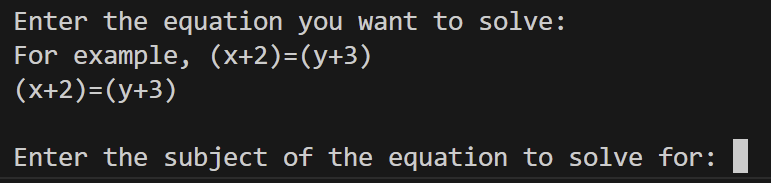 Enter the equation you want to solve:
For example, (x+2)=(y+3)
(x+2)=(y+3)
Enter the subject of the equation to solve for: